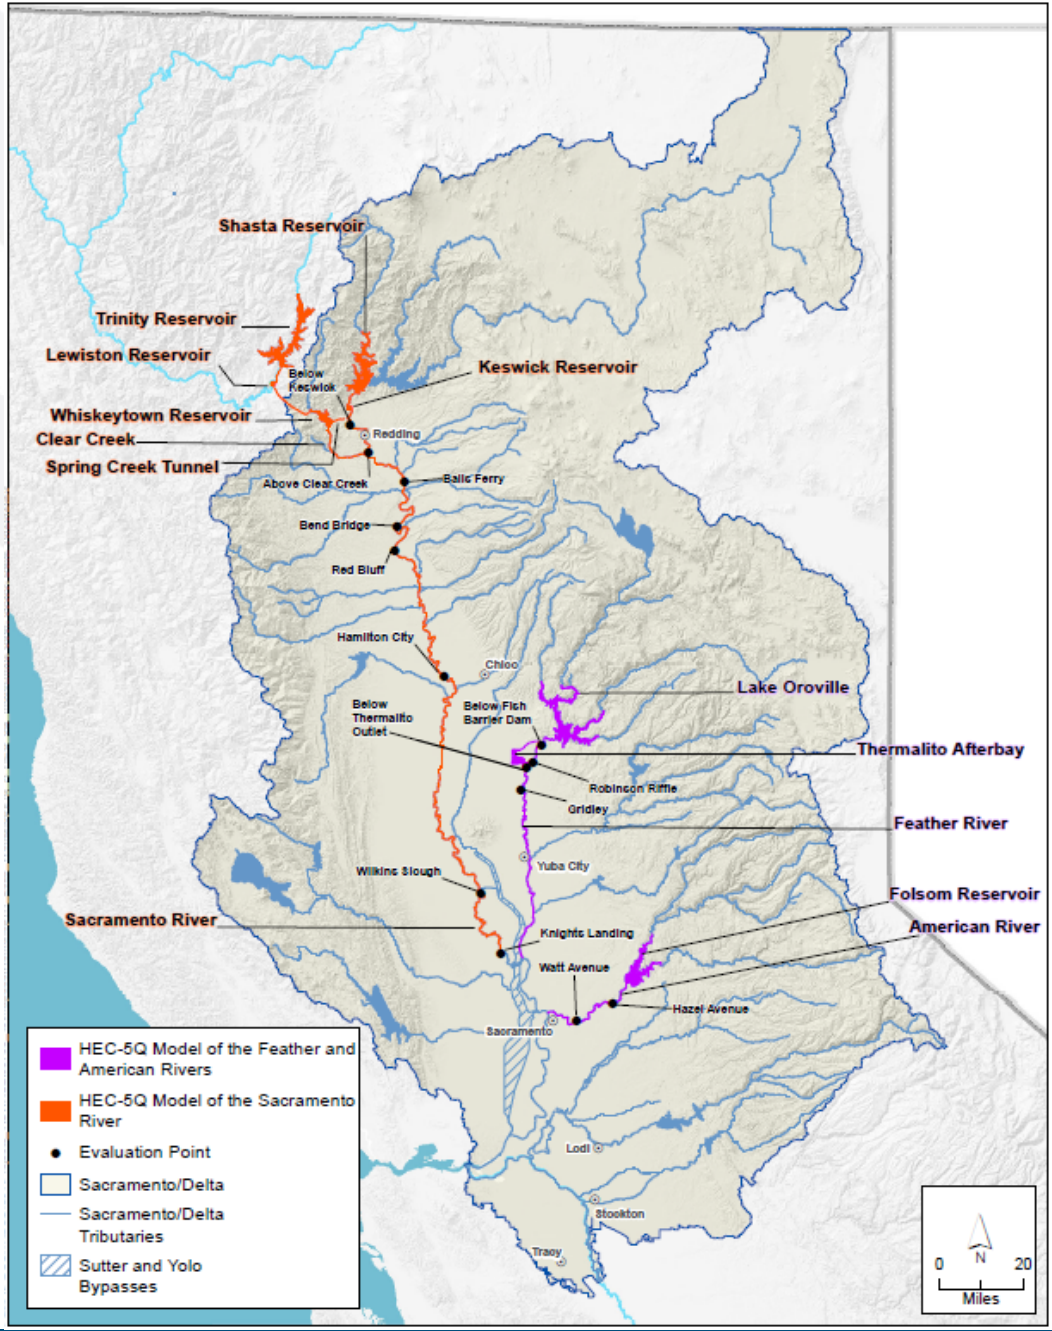 Shasta Reservoir
Trinity Reservoir
Lewiston Reservoir
Below
Keswick
Keswick Reservoir
Whiskeytown Reservoir
Redding
Clear Creek
Spring Creek Tunnel
Above Clear Creek
Balls Ferry
Bend Bridge
Red Bluff
Hamilton City
Chico
Lake Oroville
Below
Thermalito
Outlet
Below Fish
Barrier Dam
Thermalito Afterbay
Robinson Riffle
Gridley
Feather River
Yuba City
Wilkins Slough
Folsom Reservoir
Sacramento River
American River
Knights Landing
Watt Avenue
Hazel Avenue
Sacramento
HEC-5Q Model of the Feather and
American Rivers
HEC-5Q Model of the Sacramento
River
Evaluation Point
Sacramento/Delta
Sacramento/Delta
Tributaries
Sutter and Yolo
Bypasses
Lodi
Stockton
Tracy
N
0 20
Miles